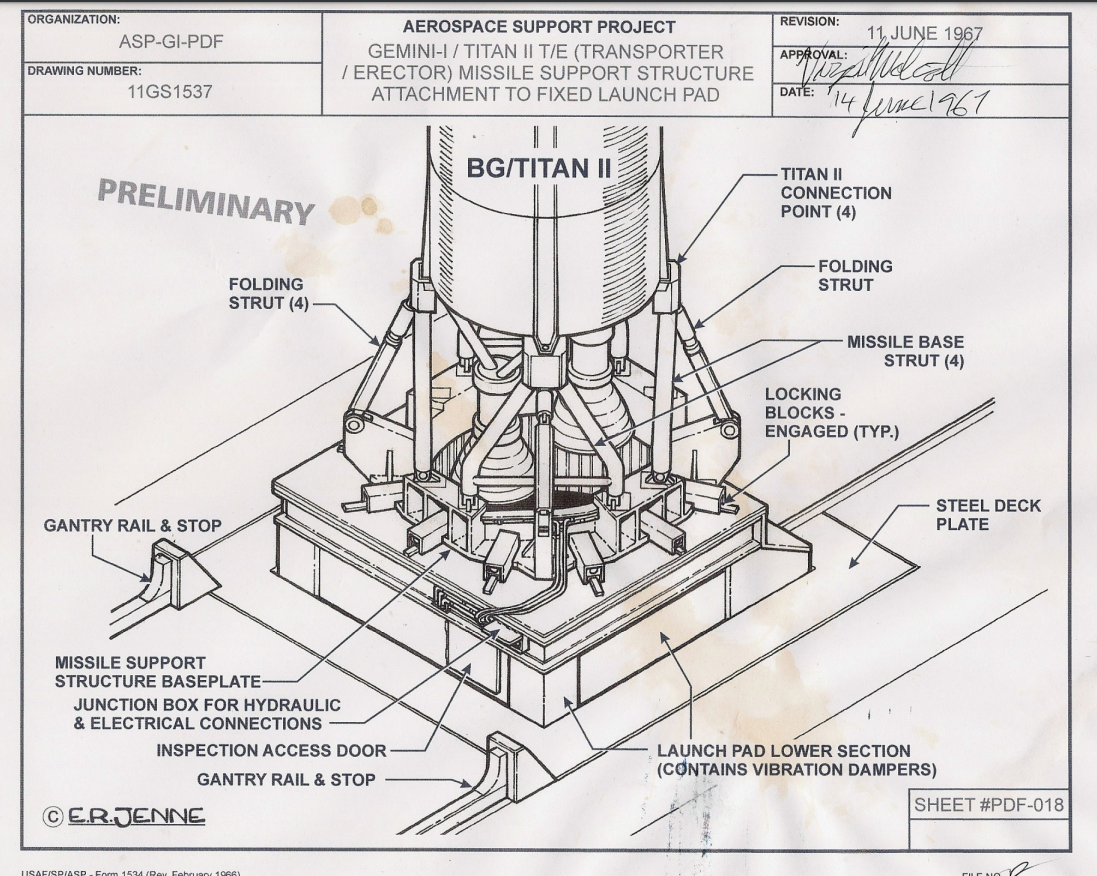 ORGANIZATION:
ASP-GI-PDF
DRAWING NUMBER:
11GS1537
AEROSPACE SUPPORT PROJECT
GEMINI-I / TITAN II T/E (TRANSPORTER
/ ERECTOR) MISSILE SUPPORT STRUCTURE
ATTACHMENT TO FIXED LAUNCH PAD
REVISION:
11 JUNE 1967
APPROVAL:
DATE: 14 June 1967
PRELIMINARY
BG/TITAN II
TITAN II
CONNECTION
POINT (4)
FOLDING
STRUT (4)
FOLDING
STRUT
MISSILE BASE
STRUT (4)
LOCKING
BLOCKS -
ENGAGED (TYP.)
STEEL DECK
PLATE
GANTRY RAIL & STOP
MISSILE SUPPORT
STRUCTURE BASEPLATE
JUNCTION BOX FOR HYDRAULIC
& ELECTRICAL CONNECTIONS
INSPECTION ACCESS DOOR
GANTRY RAIL & STOP
LAUNCH PAD LOWER SECTION
(CONTAINS VIBRATION DAMPERS)
© E.R.JENNE
SHEET #PDF-018
USAF/SP/ASP - Form 1534 (Rev. February 1966)
FILE NO.